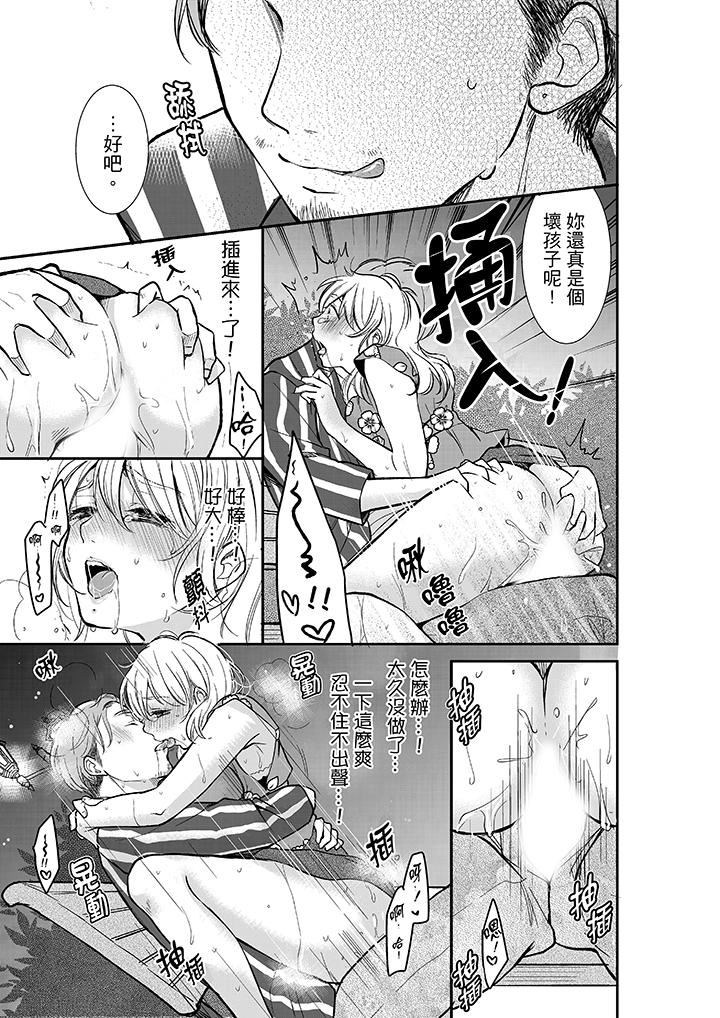 舔拭
…好吧。
妳還真是個
壞孩子呢！
插入！
啾
嚕嚕
～～!!♡♡
插入
插進來…了！
…哈！
好棒…
好大…！
啊…!!
啊…!!♡
顫抖
抽插
抽插
抽插
嗯！♡
怎麼辦…！
太久沒做了…
一下這麼爽
忍不住不出聲…！
晃動
啾
插
呀…!!
啊…哈！
～!!♡
晃動
抽
插